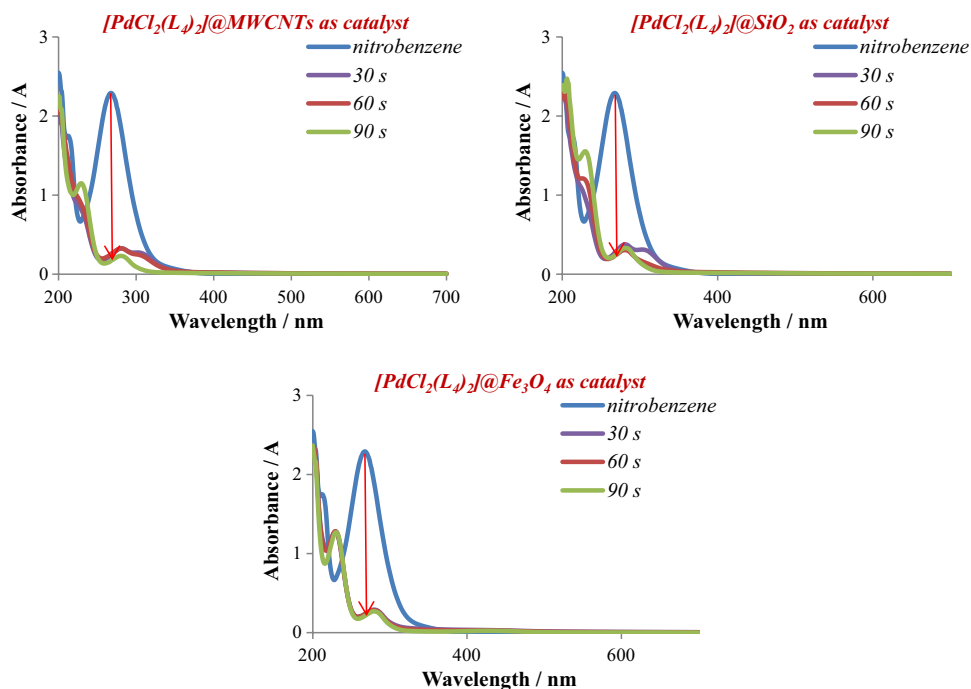 [PdCl2(L4)2]@MWCNTs as catalyst
3
2
1
0
Absorbance / A
nitrobenzene
30 s
60 s
90 s
200 300 400 500 600 700
Wavelength / nm
[PdCl2(L4)2]@SiO2 as catalyst
3
2
1
0
Absorbance / A
nitrobenzene
30 s
60 s
90 s
200 400 600
Wavelength / nm
[PdCl2(L4)2]@Fe3O4 as catalyst
3
2
1
0
Absorbance / A
nitrobenzene
30 s
60 s
90 s
200 400 600
Wavelength / nm